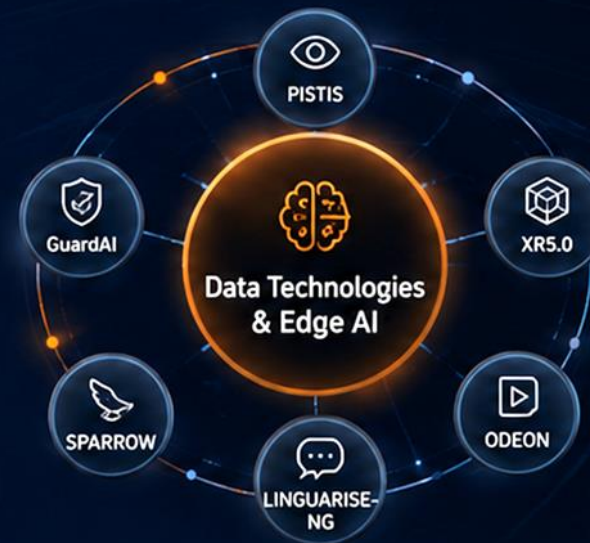 PISTIS
GuardAI
XR5.0
Data Technologies
& Edge AI
SPARROW
ODEON
LINGUARISE-
NG